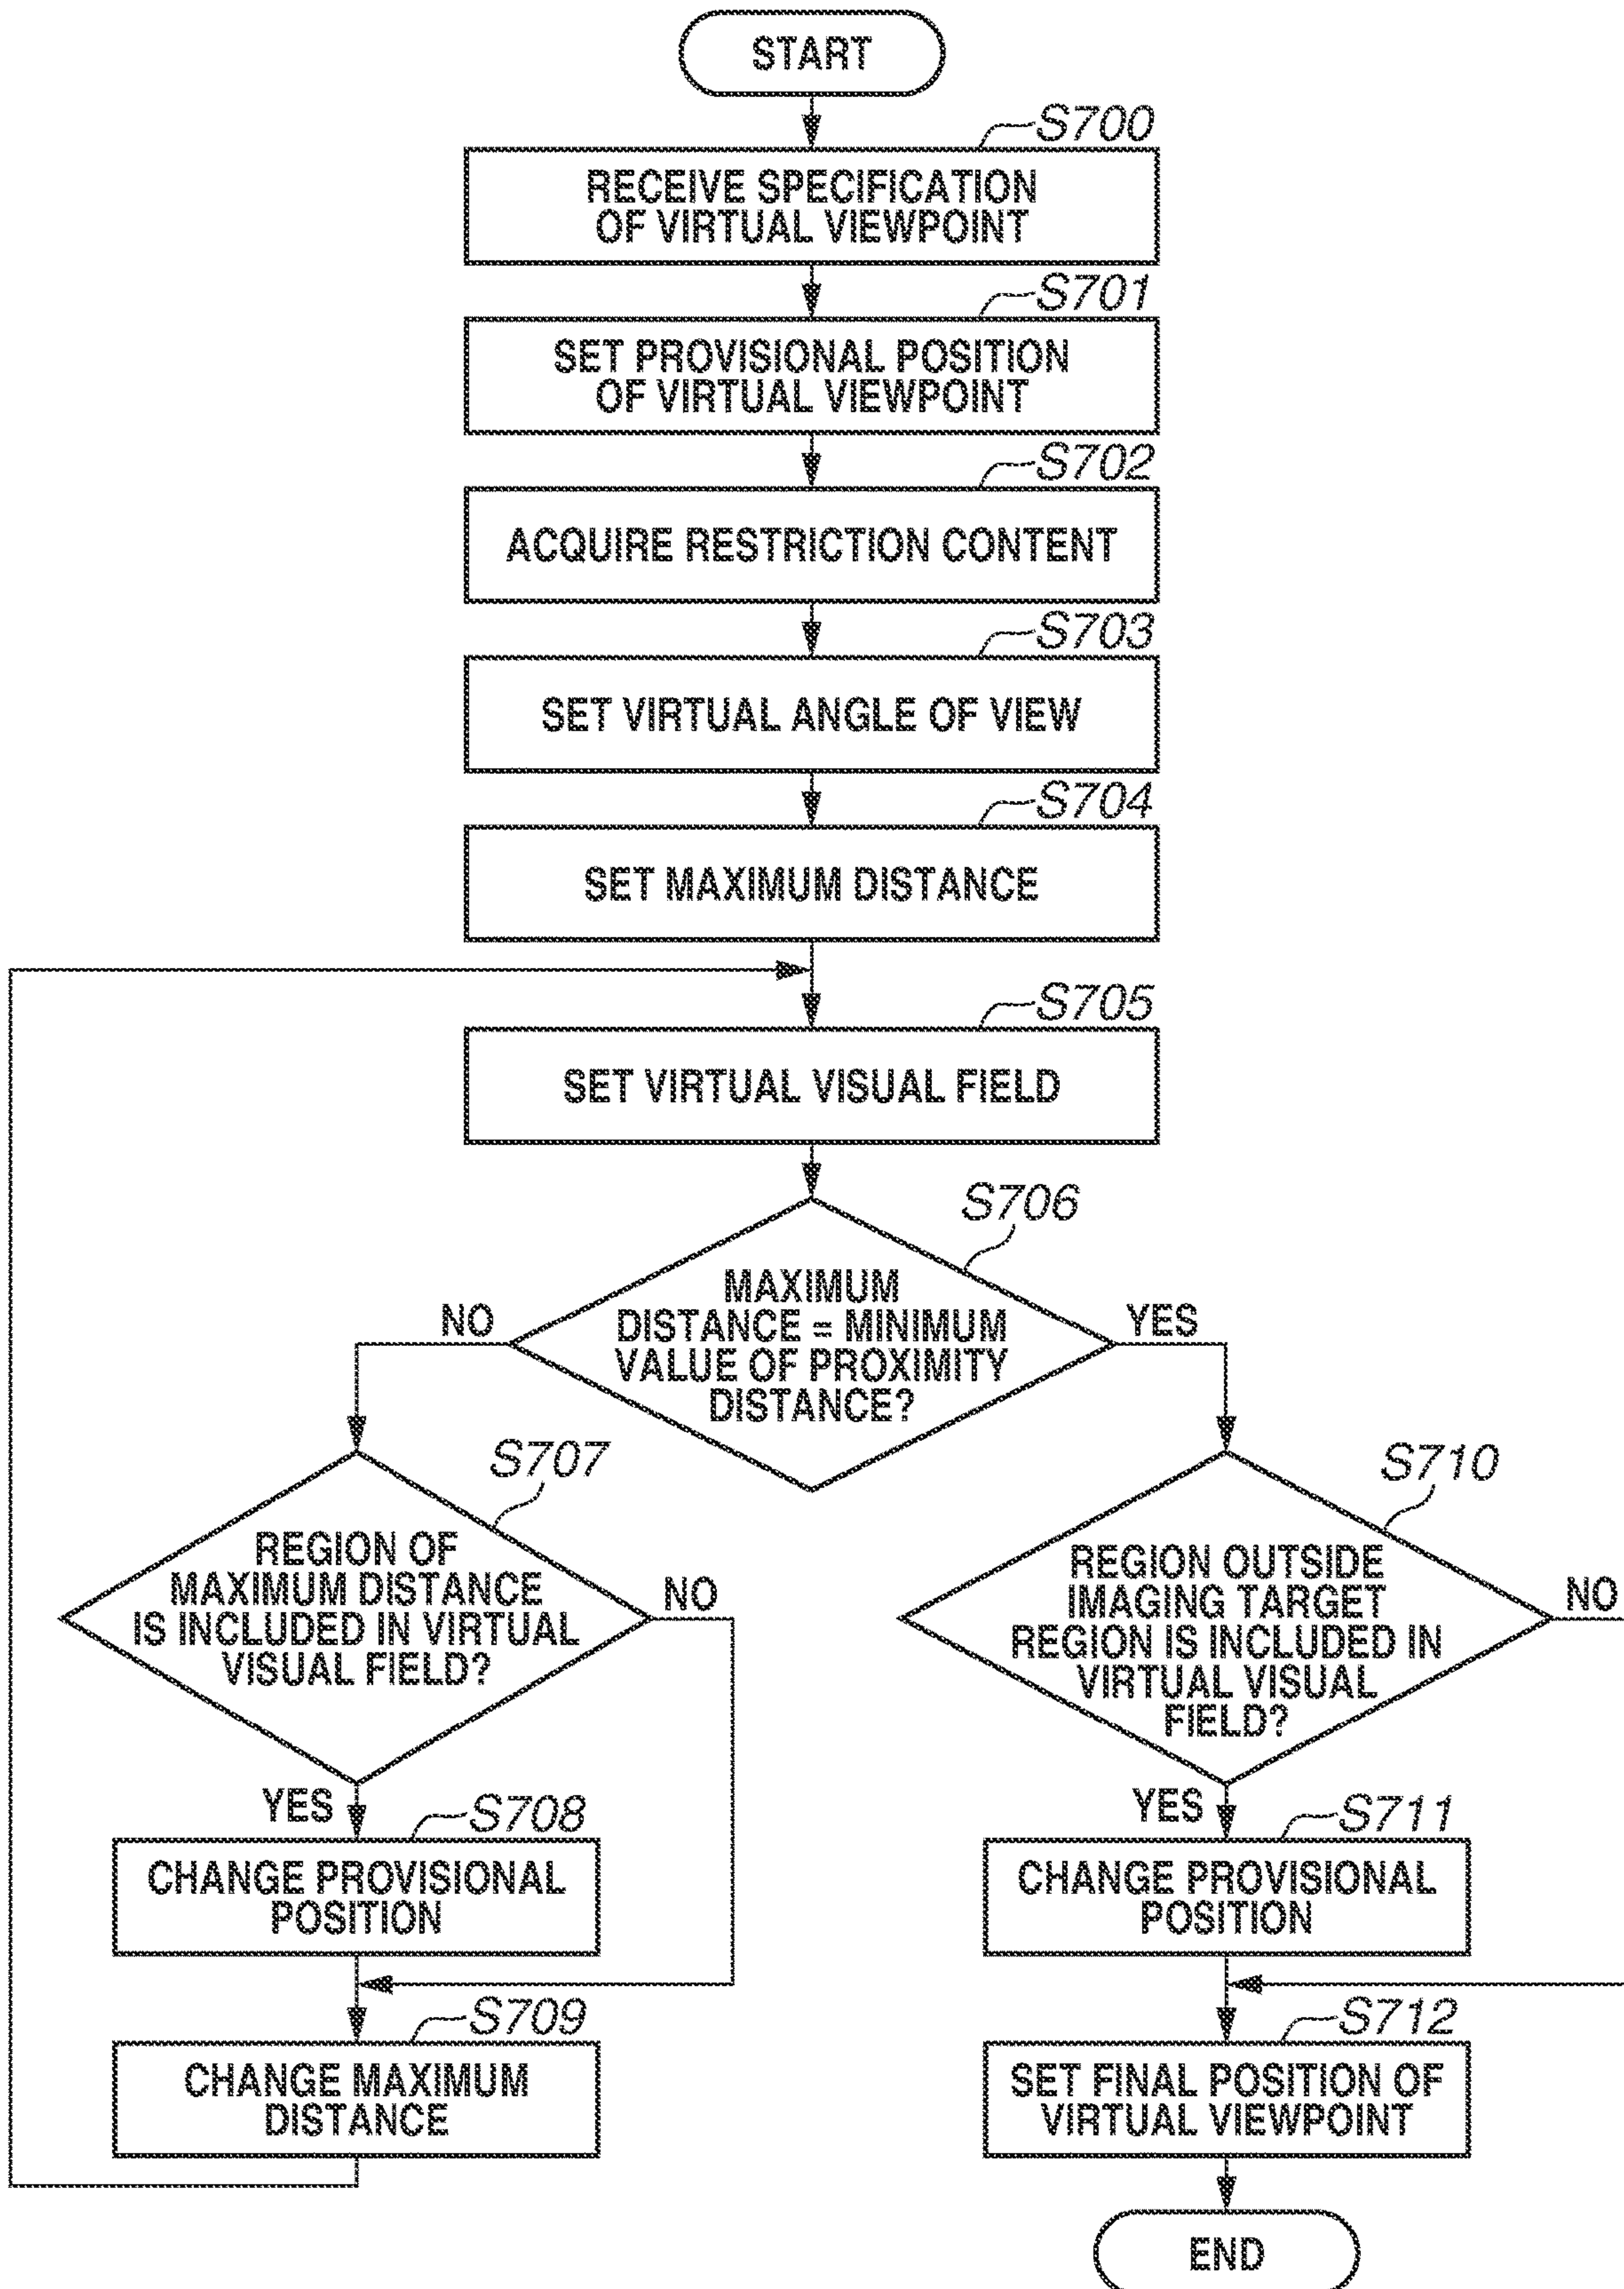 START
S700
RECEIVE SPECIFICATION
OF VIRTUAL VIEWPOINT
S701
SET PROVISIONAL POSITION
OF VIRTUAL VIEWPOINT
S702
ACQUIRE RESTRICTION CONTENT
S703
SET VIRTUAL ANGLE OF VIEW
S704
SET MAXIMUM DISTANCE
S705
SET VIRTUAL VISUAL FIELD
S706
MAXIMUM
DISTANCE = MINIMUM
VALUE OF PROXIMITY
DISTANCE?
NO
YES
S707
REGION OF
MAXIMUM DISTANCE
IS INCLUDED IN VIRTUAL
VISUAL FIELD?
NO
YES
S708
CHANGE PROVISIONAL
POSITION
S709
CHANGE MAXIMUM
DISTANCE
S710
REGION OUTSIDE
IMAGING TARGET
REGION IS INCLUDED IN
VIRTUAL VISUAL
FIELD?
NO
YES
S711
CHANGE PROVISIONAL
POSITION
S712
SET FINAL POSITION OF
VIRTUAL VIEWPOINT
END